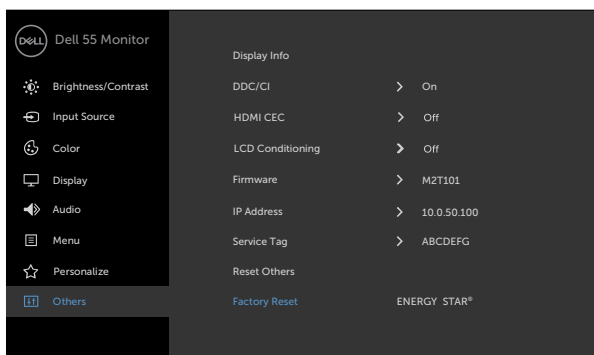 DELL Dell 55 Monitor
Display Info
Brightness/Contrast DDC/CI On
Input Source HDMI CEC Off
Color LCD Conditioning Off
Display Firmware M2T101
Audio IP Address 10.0.50.100
Menu Service Tag ABCDEFG
Personalize Reset Others
Others Factory Reset ENERGY STAR®